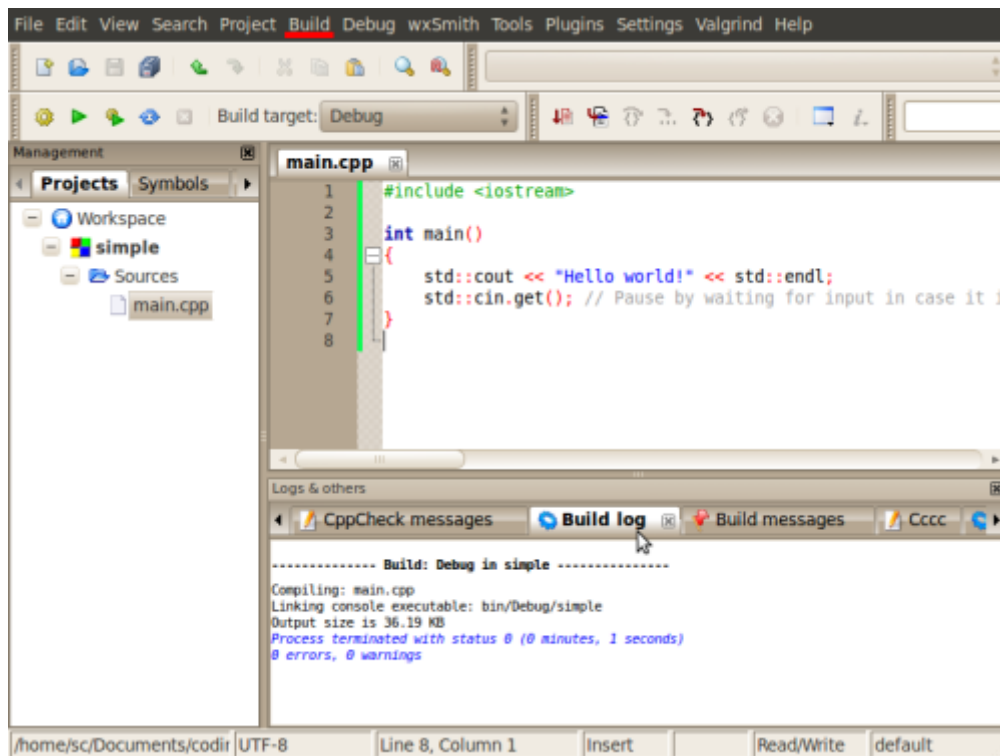 File Edit View Search Project Build Debug wxSmith Tools Plugins Settings Valgrind Help
Build target: Debug
Management
Projects Symbols
Workspace
simple
Sources
main.cpp
main.cpp
1 #include <iostream>
2
3 int main()
4 {
5 std::cout << "Hello world!" << std::endl;
6 std::cin.get(); // Pause by waiting for input in case it
7 }
8
Logs & others
CppCheck messages Build log Build messages Cccc
-------------- Build: Debug in simple ---------------
Compiling: main.cpp
Linking console executable: bin/Debug/simple
Output size is 36.19 KB
Process terminated with status 0 (0 minutes, 1 seconds)
0 errors, 0 warnings
/home/sc/Documents/codin UTF-8 Line 8, Column 1 Insert Read/Write default